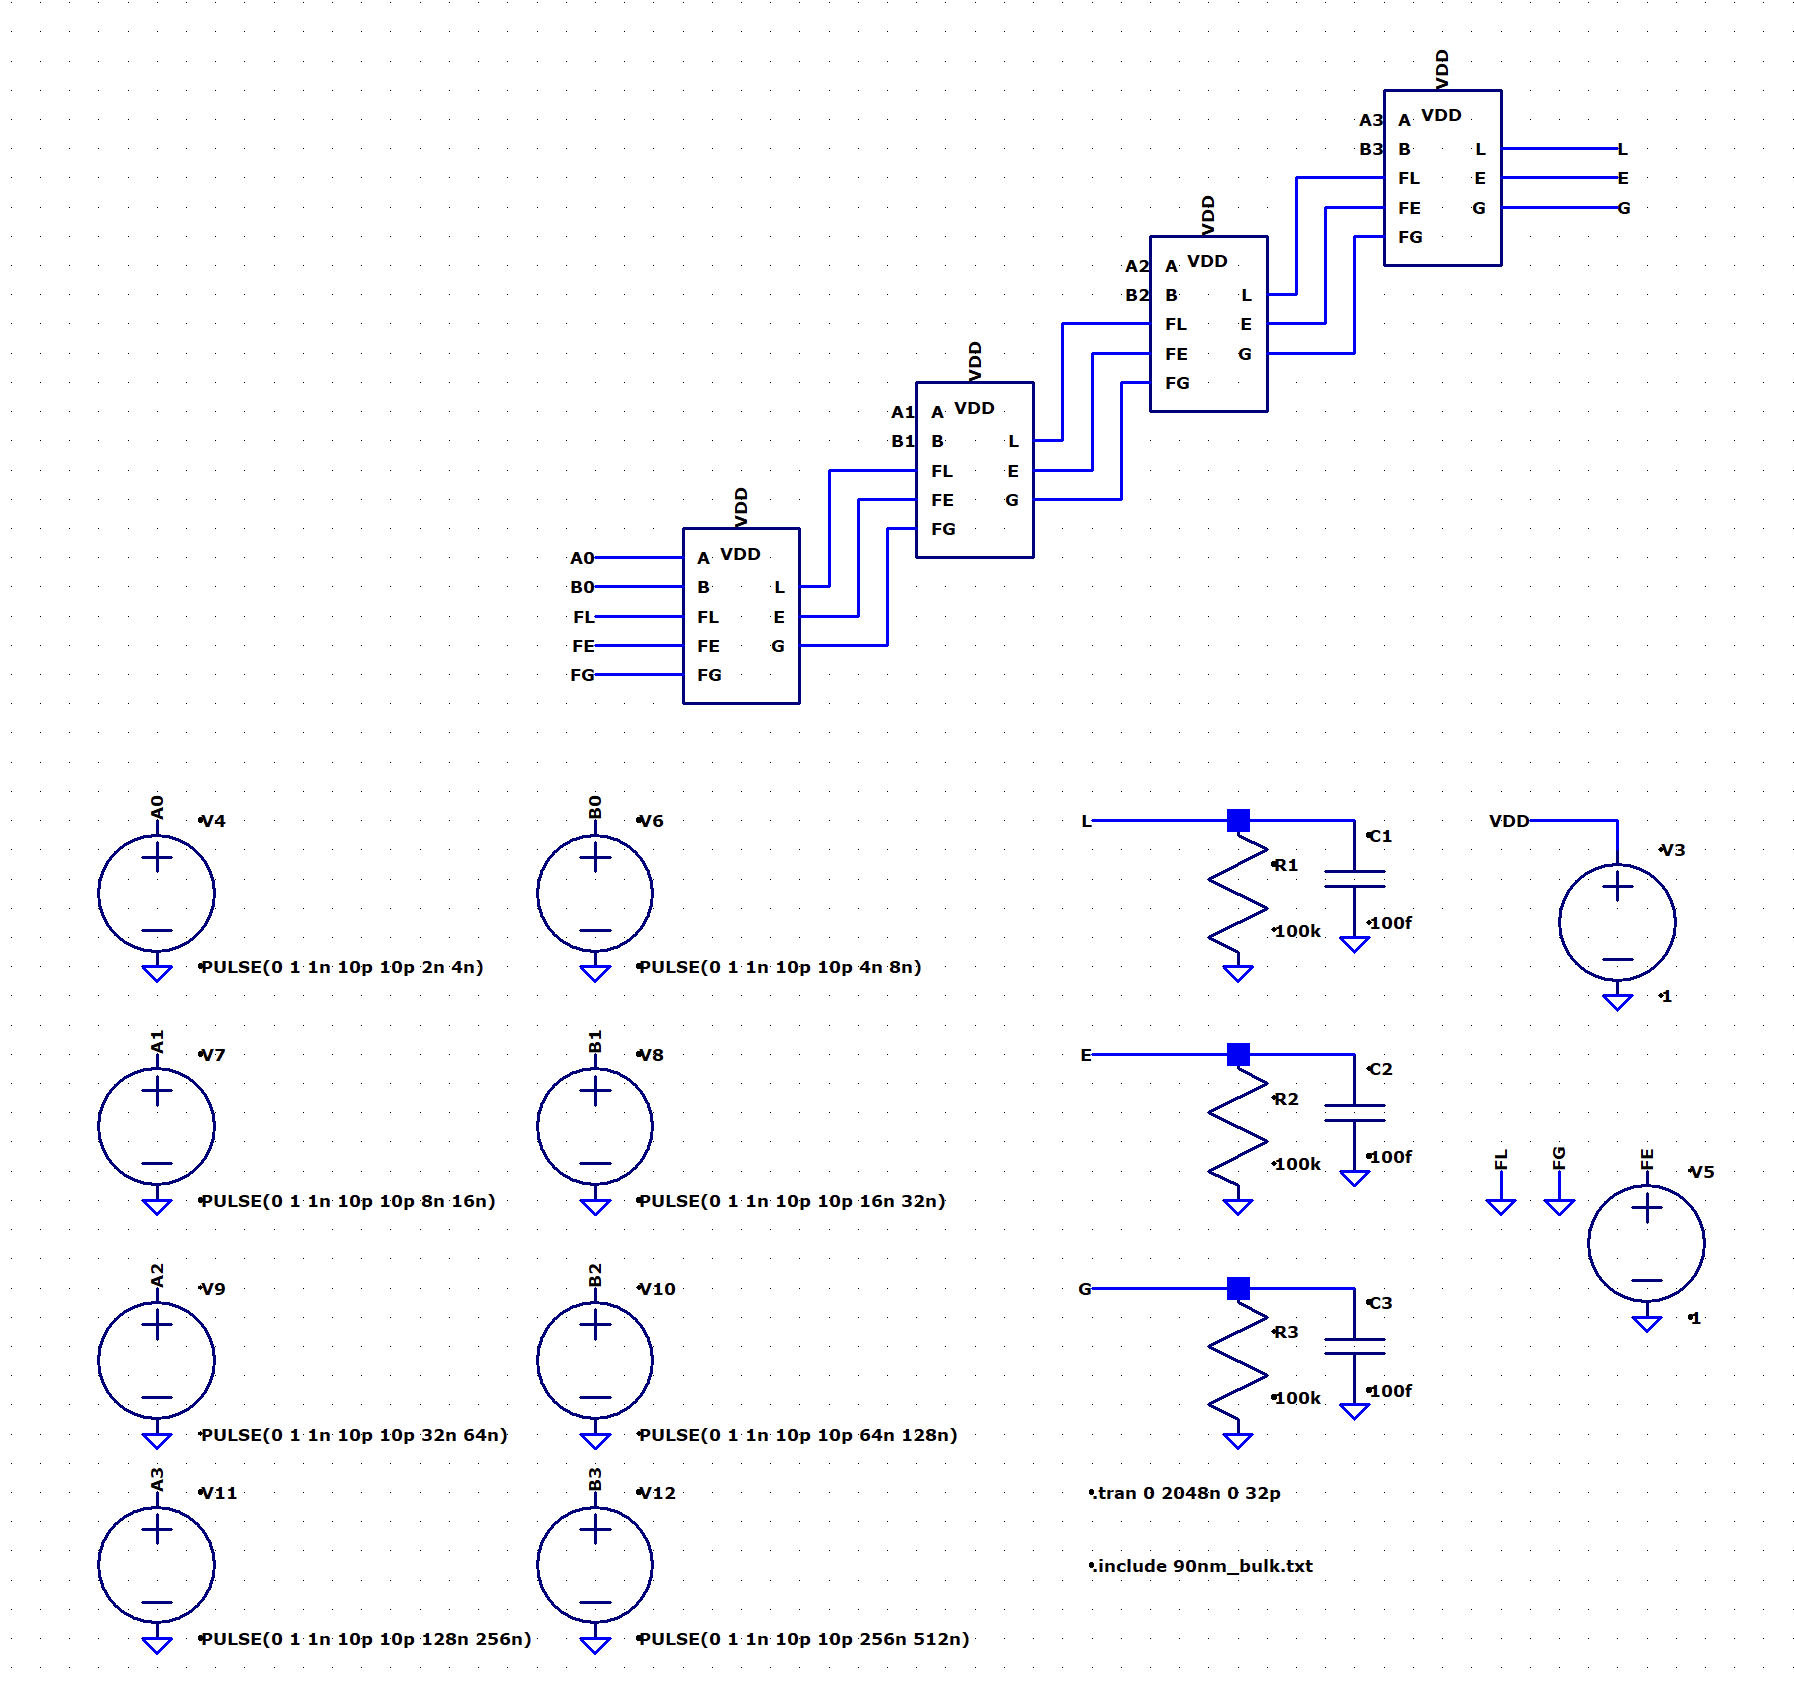 VDD
A3 A VDD
B3 B L L
FL E E
FE G G
FG
VDD
A2 A VDD
B2 B L
FL E
FE G
FG
VDD
A1 A VDD
B1 B L
FL E
FE G
FG
VDD
A0 A VDD
B0 B L
FL FL E
FE FE G
FG FG
A0 V4
PULSE(0 1 1n 10p 10p 2n 4n)
B0 V6
PULSE(0 1 1n 10p 10p 4n 8n)
L R1 C1
100k 100f
VDD V3
1
A1 V7
PULSE(0 1 1n 10p 10p 8n 16n)
B1 V8
PULSE(0 1 1n 10p 10p 16n 32n)
E R2 C2
100k 100f
FL FG FE V5
1
A2 V9
PULSE(0 1 1n 10p 10p 32n 64n)
B2 V10
PULSE(0 1 1n 10p 10p 64n 128n)
G R3 C3
100k 100f
A3 V11
PULSE(0 1 1n 10p 10p 128n 256n)
B3 V12
PULSE(0 1 1n 10p 10p 256n 512n)
.tran 0 2048n 0 32p
.include 90nm_bulk.txt